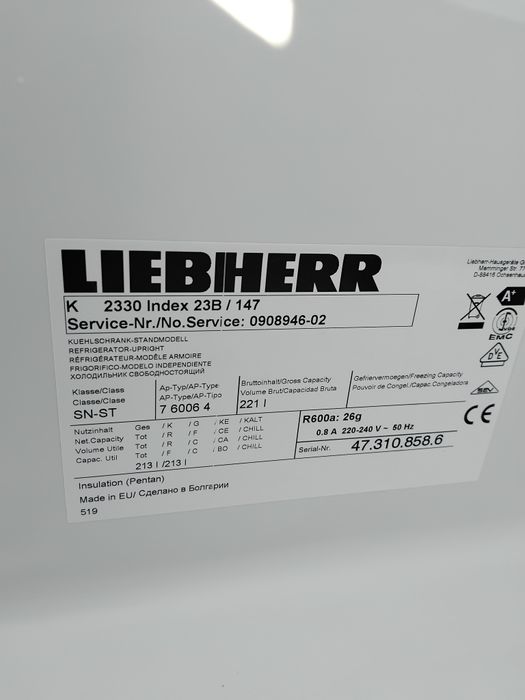 LIEBHERR
Liebherr-Hausgeräte G
Memminger Str. 77
D-88416 Ochsenhau
K 2330 Index 23B / 147
Service-Nr./No.Service: 0908946-02
A+
EMC
KUEHLSCHRANK-STANDMODELL
REFRIGERATOR-UPRIGHT
RÉFRIGÉRATEUR-MODÈLE ARMOIRE
FRIGORIFICO-MODELO INDEPENDIENTE
ХОЛОДИЛЬНИК СВОБОДНОСТОЯЩИЙ
Klasse/Class
Classe/Clase
SN-ST
Ap-Typ/AP-Type
AP-Type/AP-Tipo
7 6006 4
Bruttoinhalt/Gross Capacity
Volume Brut/Capacidad Bruta
221 l
Gefriervermoegen/Freezing Capacity
Pouvoir de Congel./Capac.Congeladora
Nutzinhalt Ges / K / G / KE / KALT
Net.Capacity Tot / R / F / CE / CHILL
Volume Utile Tot / R / C / CA / CHILL
Capac. Util Tot / F / C / BO / CHILL
213 l /213 l
R600a: 26g
0.8 A 220-240 V ~ 50 Hz
Serial-Nr. 47.310.858.6
CE
Insulation (Pentan)
Made in EU/ Сделано в Болгарии
519